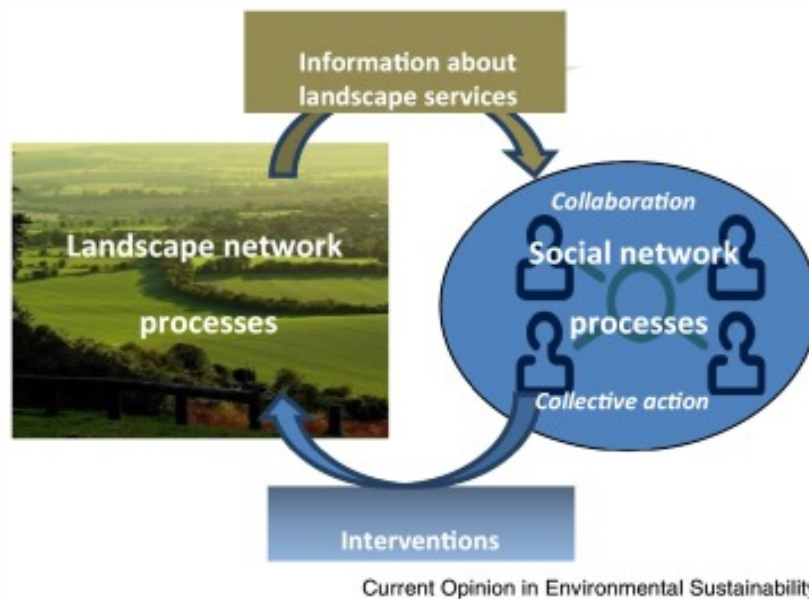 Information about
landscape services
Collaboration
Landscape network
processes
Social network
processes
Collective action
Interventions
Current Opinion in Environmental Sustainability